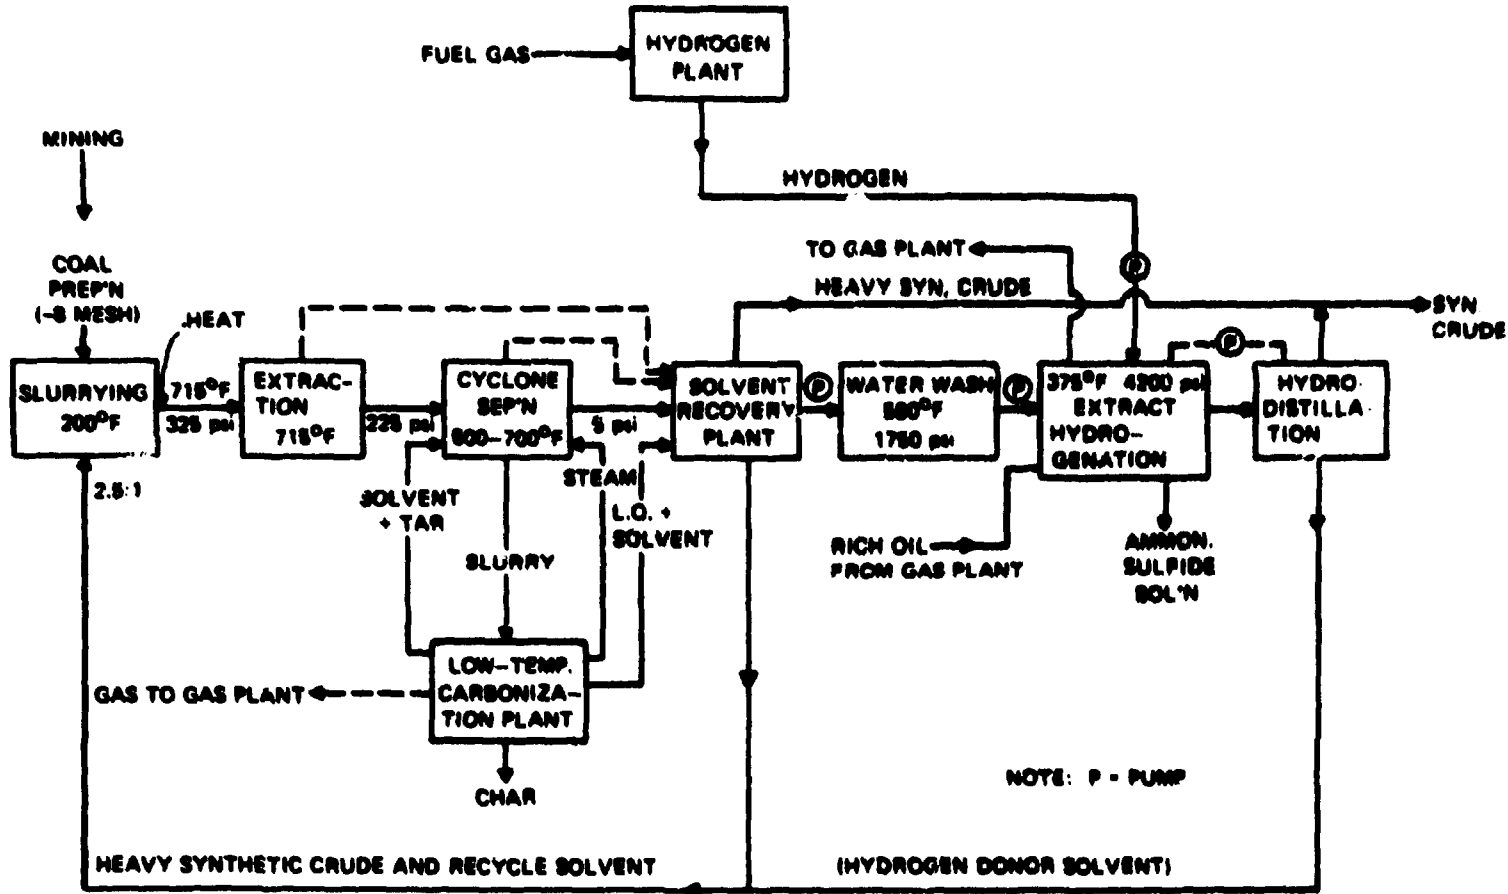 HYDROGEN
PLANT
FUEL GAS
MINING
HYDROGEN
COAL
PREP'N
(-8 MESH)
.HEAT
TO GAS PLANT
P
HEAVY SYN, CRUDE
SYN
CRUDE
SLURRYING
200°F
715°F
325 psi
EXTRAC-
TION
715°F
225 psi
CYCLONE
SEP'N
600-700°F
5 psi
SOLVENT
RECOVERY
PLANT
P
WATER WASH
1750 psi
P
375°F
EXTRACT
HYDRO-
GENATION
P
HYDRO-
DISTILLA-
TION
2.5:1
SOLVENT
+ TAR
SLURRY
STEAM
L.O. +
SOLVENT
RICH OIL
FROM GAS PLANT
AMMON.
SULFIDE
SOL'N
LOW-TEMP.
CARBONIZA-
TION PLANT
GAS TO GAS PLANT
CHAR
NOTE: P = PUMP
HEAVY SYNTHETIC CRUDE AND RECYCLE SOLVENT
(HYDROGEN DONOR SOLVENT)